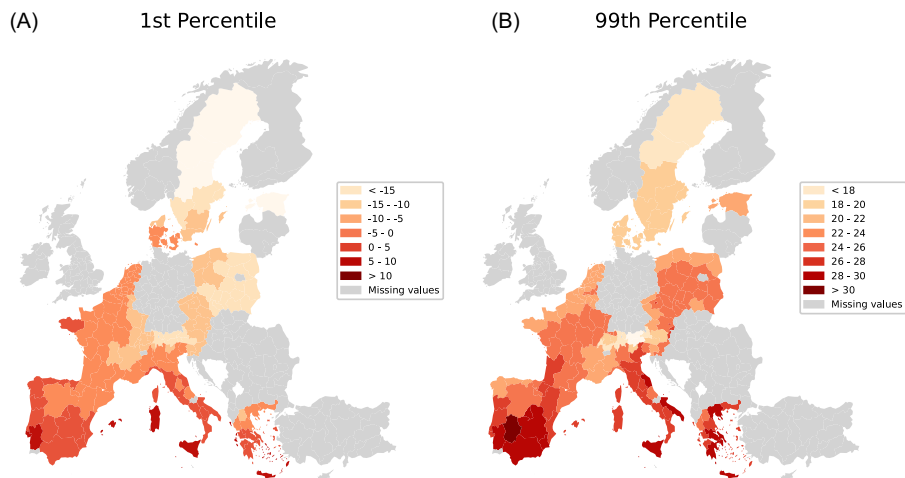 (A)
1st Percentile
(B)
99th Percentile
< -15
-15 - -10
-10 - -5
-5 - 0
0 - 5
5 - 10
> 10
Missing values
< 18
18 - 20
20 - 22
22 - 24
24 - 26
26 - 28
28 - 30
> 30
Missing values